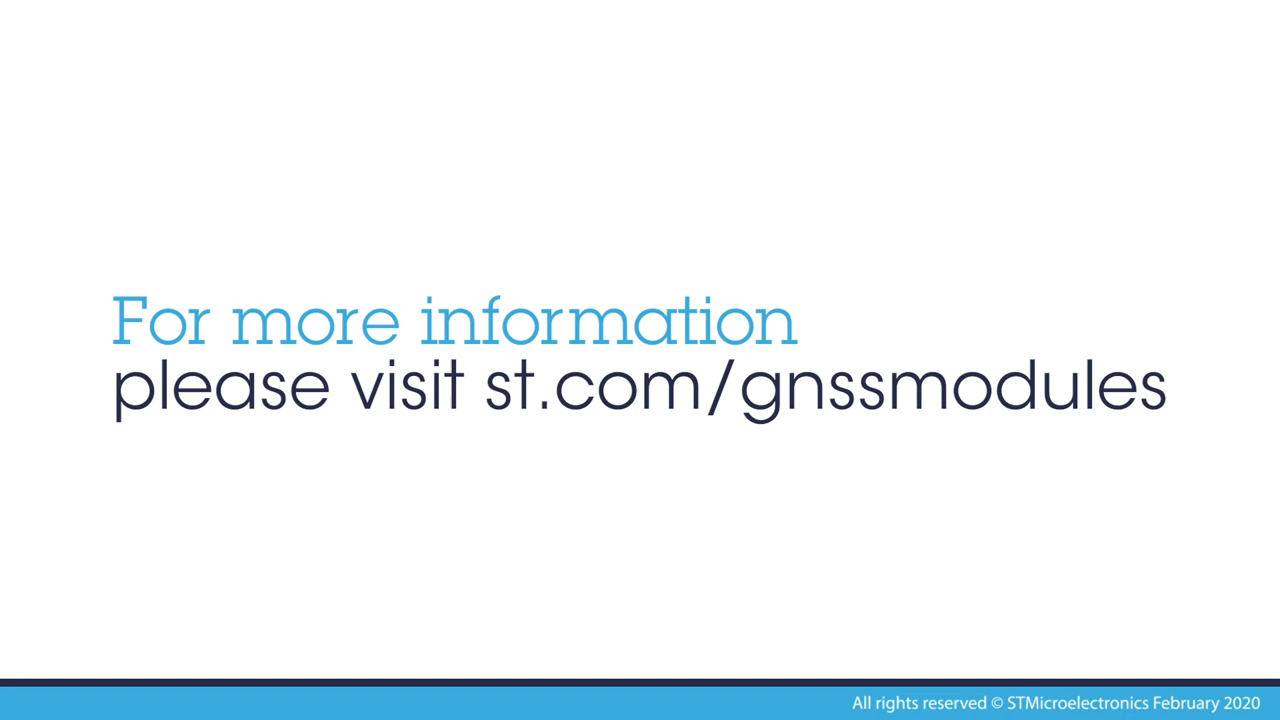 For more information
please visit st.com/gnssmodules
All rights reserved © STMicroelectronics February 2020